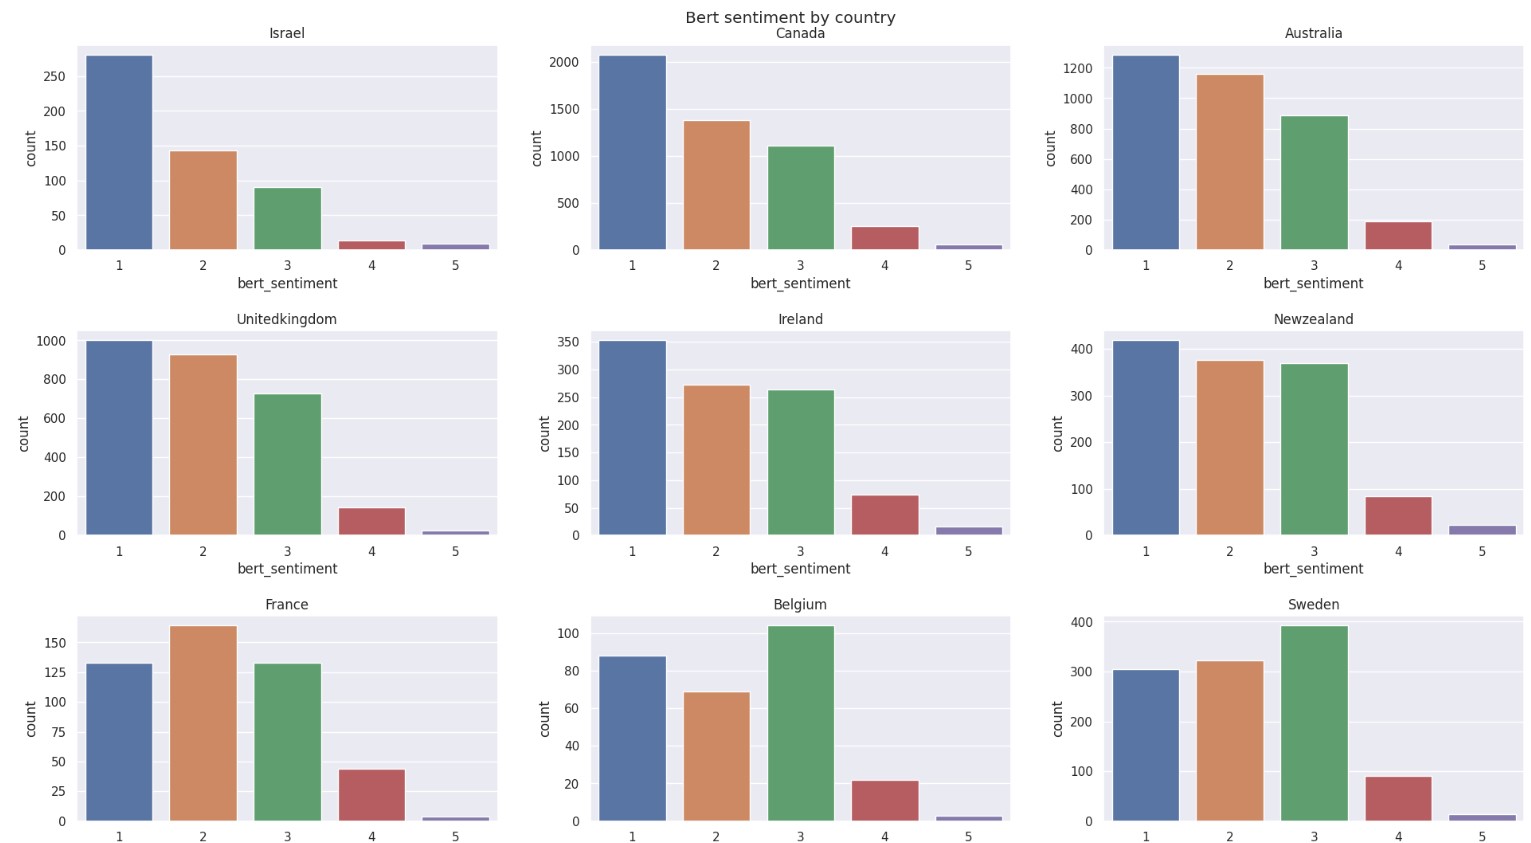 Bert sentiment by country
Israel
Canada
Australia
250
200
150
100
50
0
count
1 2 3 4 5
bert_sentiment
2000
1500
1000
500
0
count
1 2 3 4 5
bert_sentiment
1200
1000
800
600
400
200
0
count
1 2 3 4 5
bert_sentiment
Unitedkingdom
Ireland
Newzealand
1000
800
600
400
200
0
count
1 2 3 4 5
bert_sentiment
350
300
250
200
150
100
50
0
count
1 2 3 4 5
bert_sentiment
400
300
200
100
0
count
1 2 3 4 5
bert_sentiment
France
Belgium
Sweden
150
125
100
75
50
25
0
count
1 2 3 4 5
100
80
60
40
20
0
count
1 2 3 4 5
400
300
200
100
0
count
1 2 3 4 5